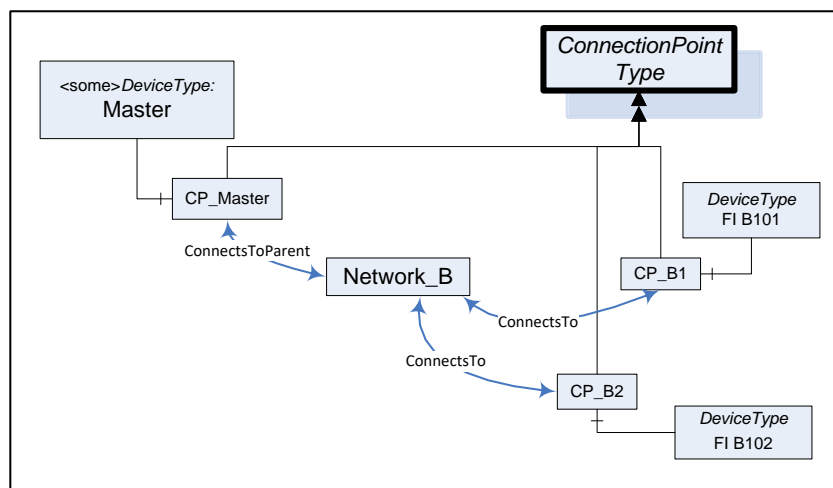 ConnectionPoint
Type
<some>DeviceType:
Master
CP_Master
DeviceType
FI B101
ConnectsToParent
Network_B
CP_B1
ConnectsTo
ConnectsTo
CP_B2
DeviceType
FI B102